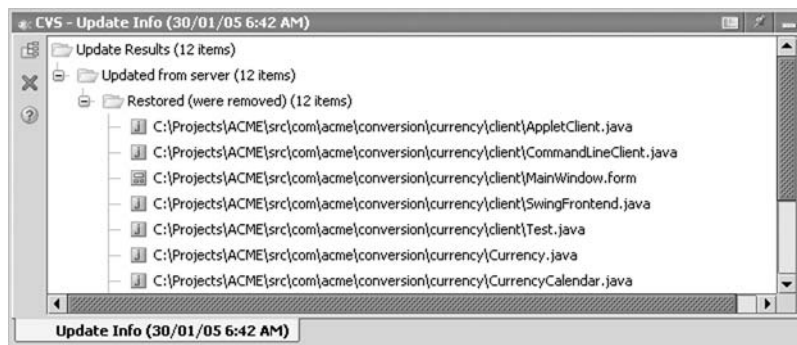 CVS - Update Info (30/01/05 6:42 AM)
Update Results (12 items)
Updated from server (12 items)
Restored (were removed) (12 items)
C:\Projects\ACME\src\com\acme\conversion\currency\client\AppletClient.java
C:\Projects\ACME\src\com\acme\conversion\currency\client\CommandLineClient.java
C:\Projects\ACME\src\com\acme\conversion\currency\client\MainWindow.form
C:\Projects\ACME\src\com\acme\conversion\currency\client\SwingFrontend.java
C:\Projects\ACME\src\com\acme\conversion\currency\client\Test.java
C:\Projects\ACME\src\com\acme\conversion\currency\Currency.java
C:\Projects\ACME\src\com\acme\conversion\currency\CurrencyCalendar.java
Update Info (30/01/05 6:42 AM)